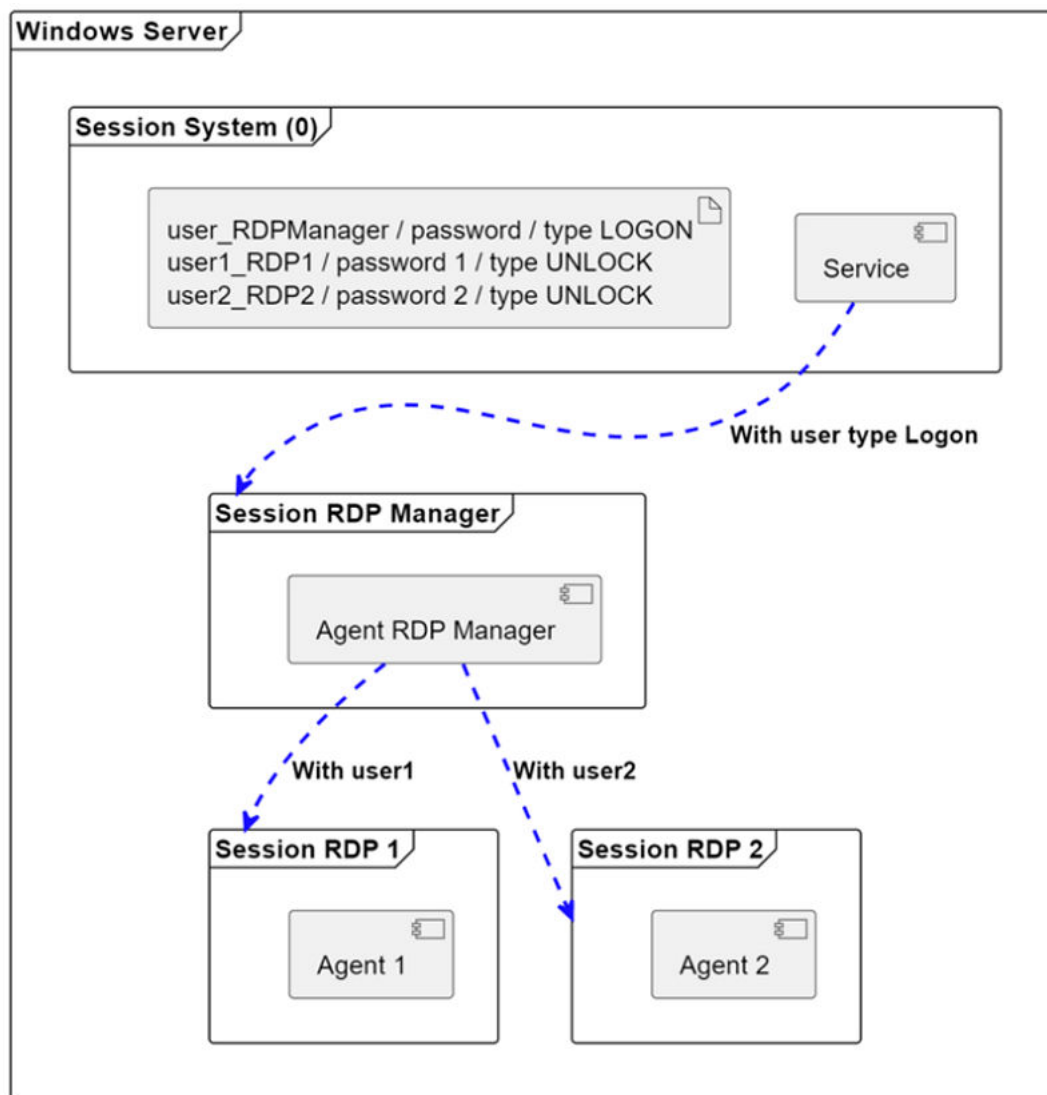 Windows Server
Session System (0)
user_RDPManager / password / type LOGON
user1_RDP1 / password 1 / type UNLOCK
user2_RDP2 / password 2 / type UNLOCK
Service
With user type Logon
Session RDP Manager
Agent RDP Manager
With user1
With user2
Session RDP 1
Session RDP 2
Agent 1
Agent 2